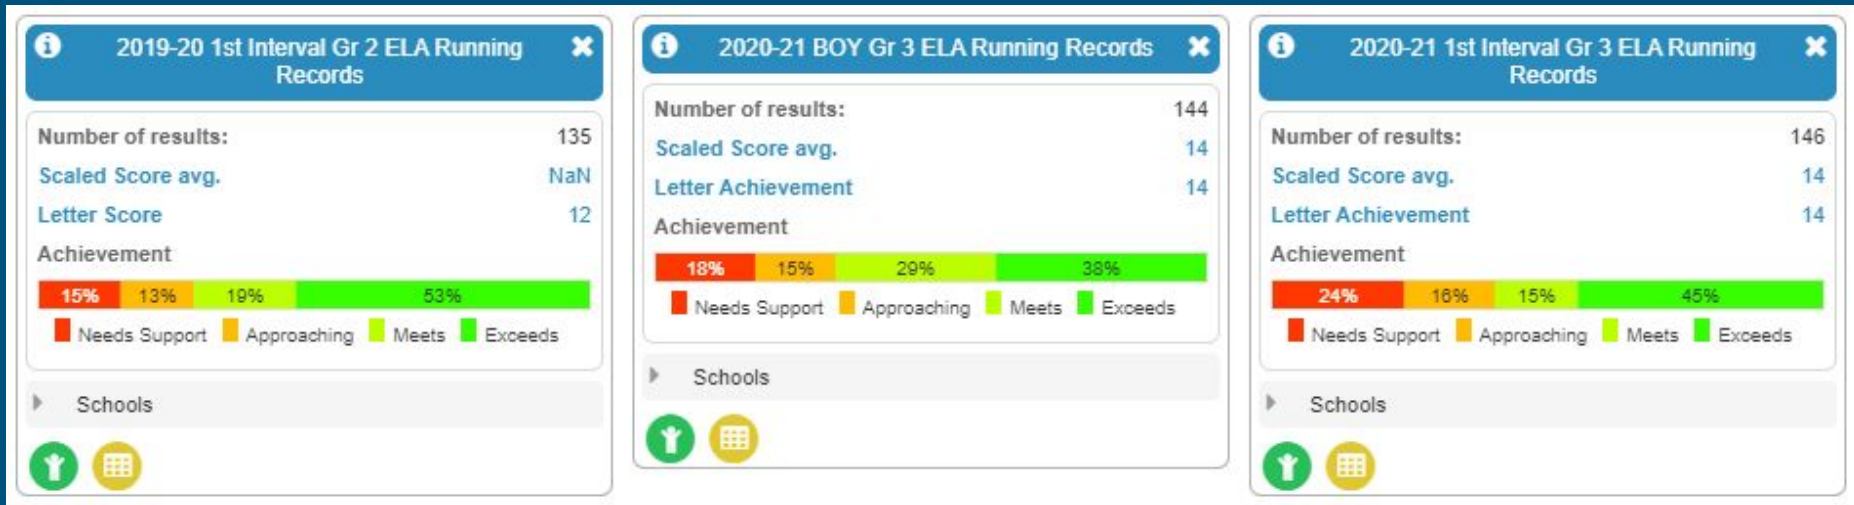 2019-20 1st Interval Gr 2 ELA Running
Records
Number of results: 135
Scaled Score avg. NaN
Letter Score 12
Achievement
15% 13% 19% 53%
Needs Support Approaching Meets Exceeds
Schools
2020-21 BOY Gr 3 ELA Running Records
Number of results: 144
Scaled Score avg. 14
Letter Achievement 14
Achievement
18% 15% 29% 38%
Needs Support Approaching Meets Exceeds
Schools
2020-21 1st Interval Gr 3 ELA Running
Records
Number of results: 146
Scaled Score avg. 14
Letter Achievement 14
Achievement
24% 16% 15% 45%
Needs Support Approaching Meets Exceeds
Schools